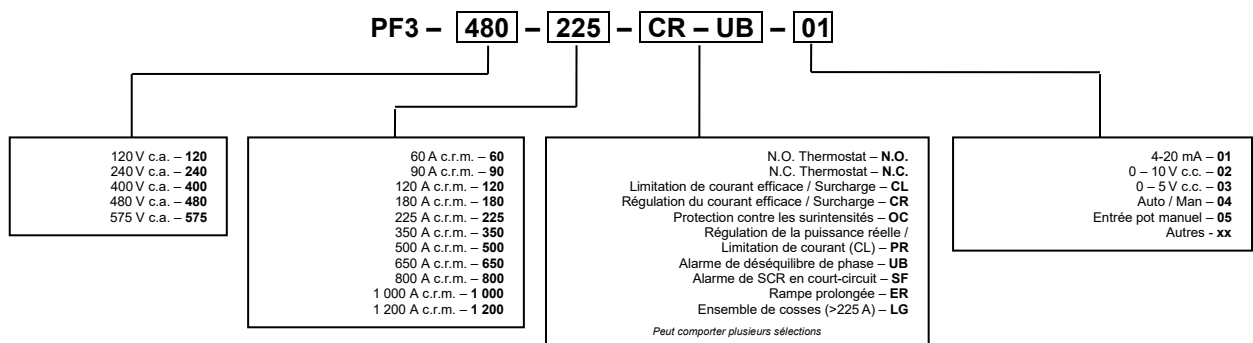 PF3 – 480 – 225 – CR – UB – 01
120 V c.a. – 120
240 V c.a. – 240
400 V c.a. – 400
480 V c.a. – 480
575 V c.a. – 575
60 A c.r.m. – 60
90 A c.r.m. – 90
120 A c.r.m. – 120
180 A c.r.m. – 180
225 A c.r.m. – 225
350 A c.r.m. – 350
500 A c.r.m. – 500
650 A c.r.m. – 650
800 A c.r.m. – 800
1 000 A c.r.m. – 1 000
1 200 A c.r.m. – 1 200
N.O. Thermostat – N.O.
N.C. Thermostat – N.C.
Limitation de courant efficace / Surcharge – CL
Régulation du courant efficace / Surcharge – CR
Protection contre les surintensités – OC
Régulation de la puissance réelle /
Limitation de courant (CL) – PR
Alarme de déséquilibre de phase – UB
Alarme de SCR en court-circuit – SF
Rampe prolongée – ER
Ensemble de cosses (>225 A) – LG
Peut comporter plusieurs sélections
4-20 mA – 01
0 – 10 V c.c. – 02
0 – 5 V c.c. – 03
Auto / Man – 04
Entrée pot manuel – 05
Autres - xx